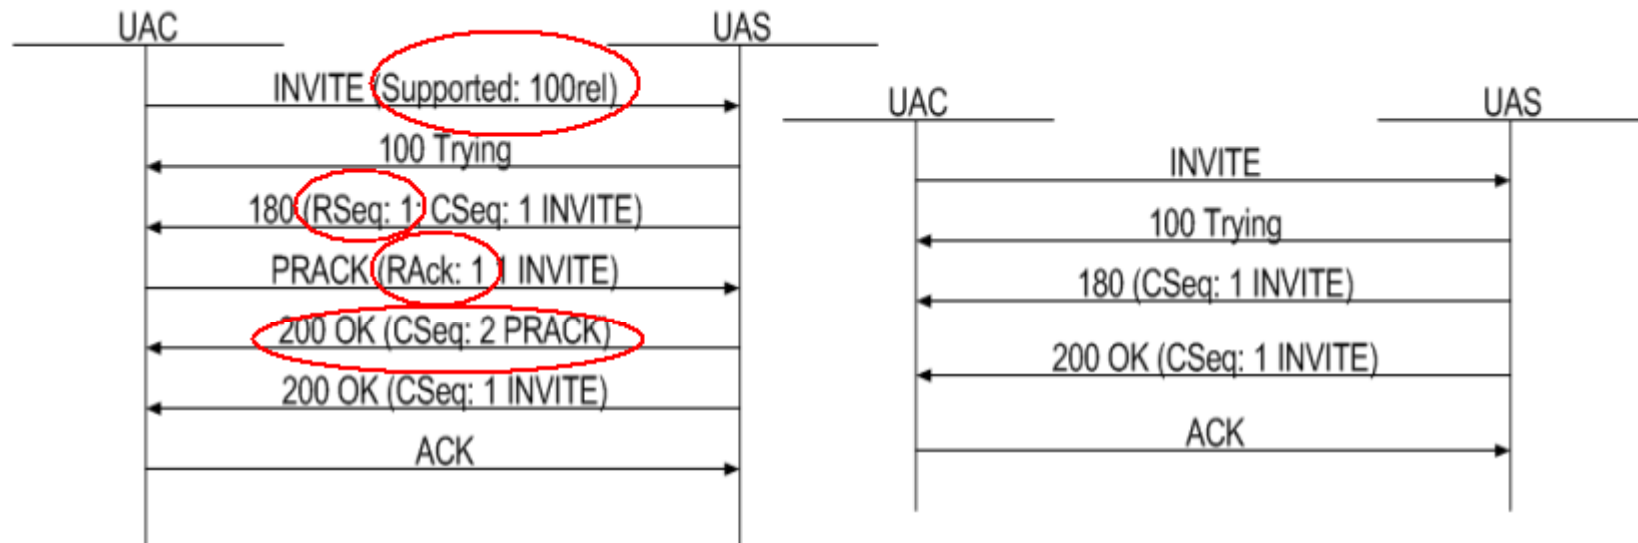 UAC
UAS
INVITE (Supported: 100rel)
100 Trying
180 (RSeq: 1; CSeq: 1 INVITE)
PRACK (RAck: 1 1 INVITE)
200 OK (CSeq: 2 PRACK)
200 OK (CSeq: 1 INVITE)
ACK
UAC
UAS
INVITE
100 Trying
180 (CSeq: 1 INVITE)
200 OK (CSeq: 1 INVITE)
ACK